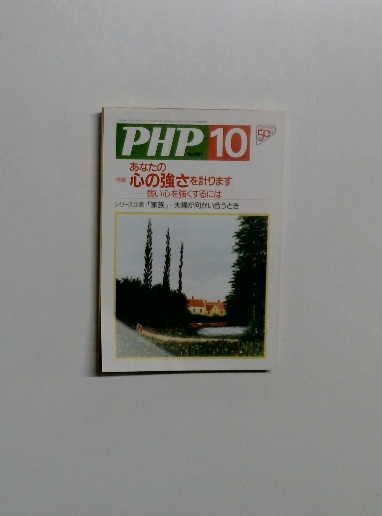 PHP 10
50
あなたの
特集 心の強さを計ります
──弱い心を強くするには
シリーズ企画「家族」 夫婦が向かい合うとき